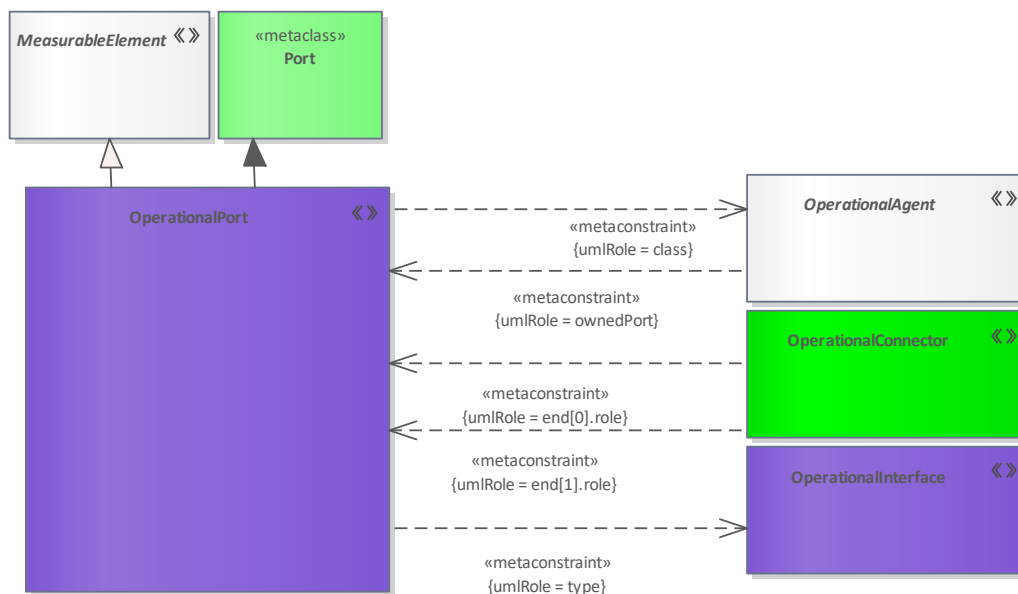 MeasurableElement «»
«metaclass»
Port
OperationalPort «»
OperationalAgent «»
«metaconstraint»
{umlRole = class}
«metaconstraint»
{umlRole = ownedPort}
OperationalConnector «»
«metaconstraint»
{umlRole = end[0].role}
«metaconstraint»
{umlRole = end[1].role}
OperationalInterface «»
«metaconstraint»
{umlRole = type}